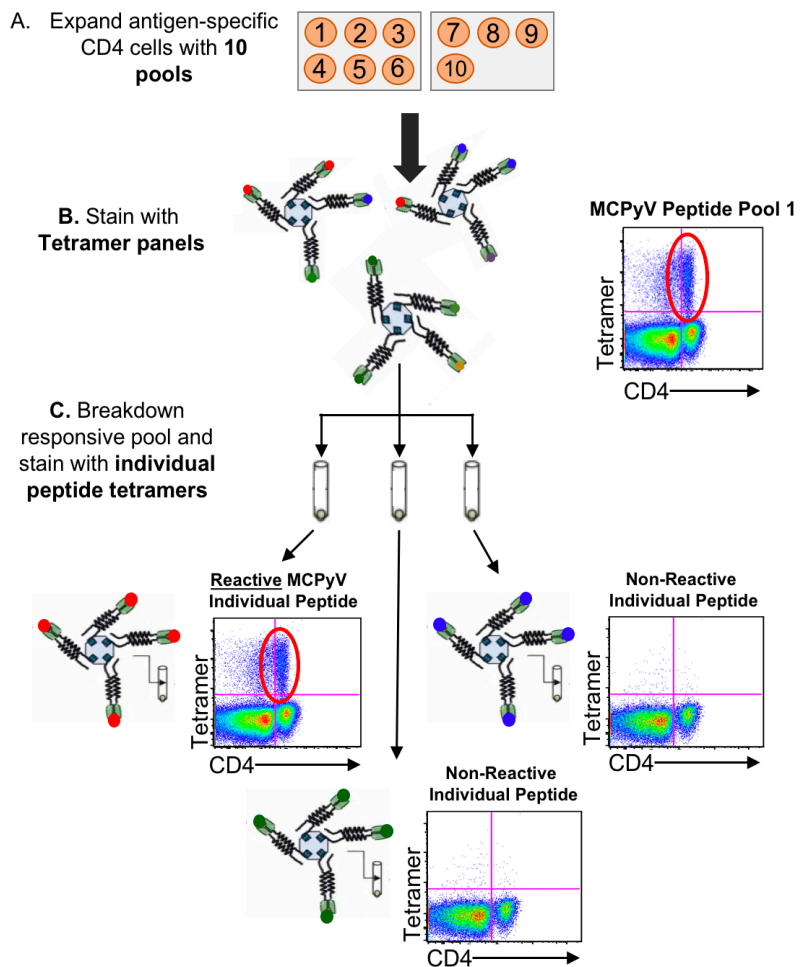 A. Expand antigen-specific
CD4 cells with 10
pools
1 2 3
4 5 6
7 8 9
10
B. Stain with
Tetramer panels
MCPyV Peptide Pool 1
Tetramer
CD4
C. Breakdown
responsive pool and
stain with individual
peptide tetramers
Reactive MCPyV
Individual Peptide
Tetramer
CD4
Non-Reactive
Individual Peptide
Tetramer
CD4
Non-Reactive
Individual Peptide
Tetramer
CD4